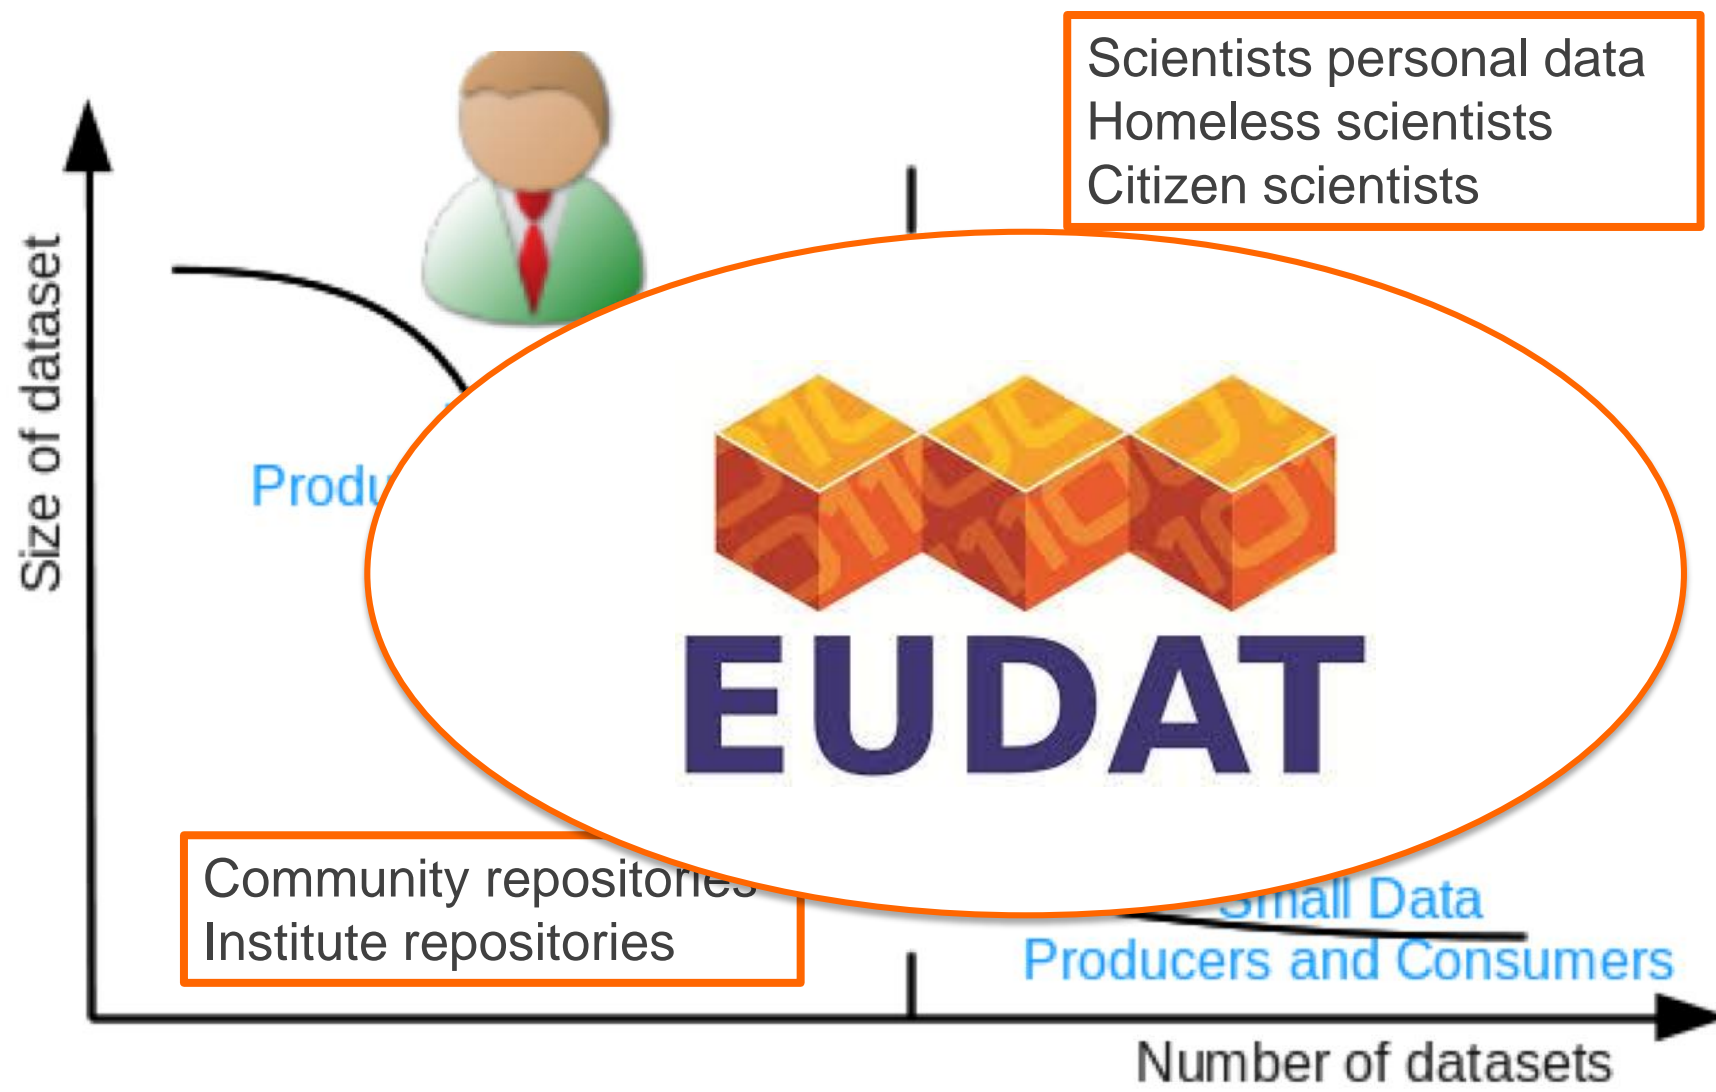 Scientists personal data
Homeless scientists
Citizen scientists
Size of dataset
EUDAT
Community repositories
Institute repositories
Small Data
Producers and Consumers
Number of datasets